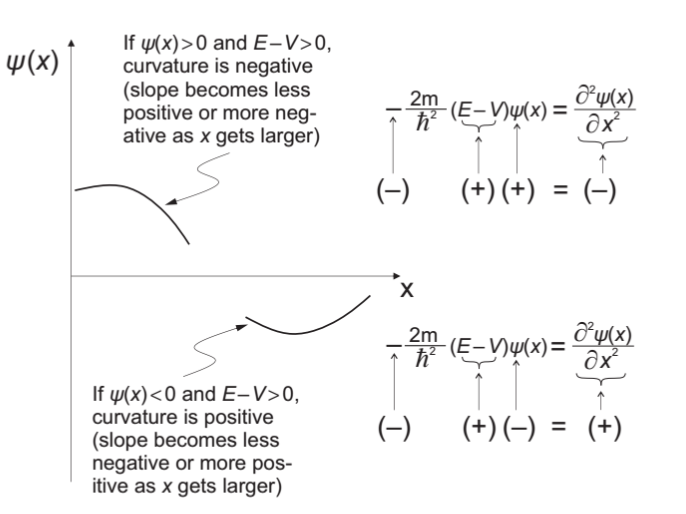 If ψ(x)>0 and E−V>0,
curvature is negative
(slope becomes less
positive or more neg-
ative as x gets larger)
ψ(x)
− 2m/ħ² (E−V)ψ(x) = ∂²ψ(x)/∂x²
(−) (+) (+) = (−)
x
− 2m/ħ² (E−V)ψ(x) = ∂²ψ(x)/∂x²
(−) (+) (−) = (+)
If ψ(x)<0 and E−V>0,
curvature is positive
(slope becomes less
negative or more pos-
itive as x gets larger)